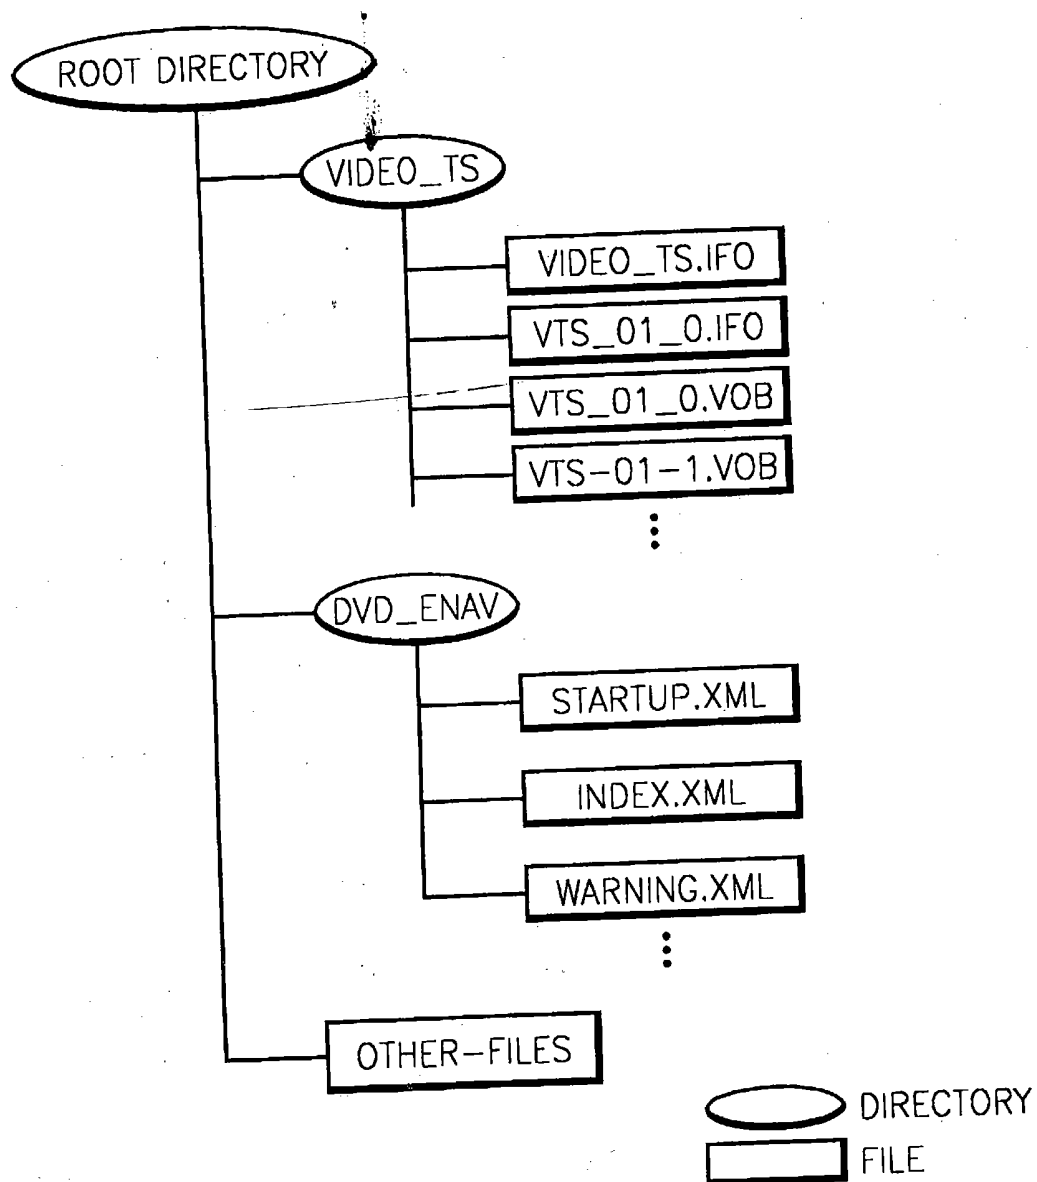 ROOT DIRECTORY
VIDEO_TS
VIDEO_TS.IFO
VTS_01_0.IFO
VTS_01_0.VOB
VTS-01-1.VOB
DVD_ENAV
STARTUP.XML
INDEX.XML
WARNING.XML
OTHER-FILES
DIRECTORY
FILE